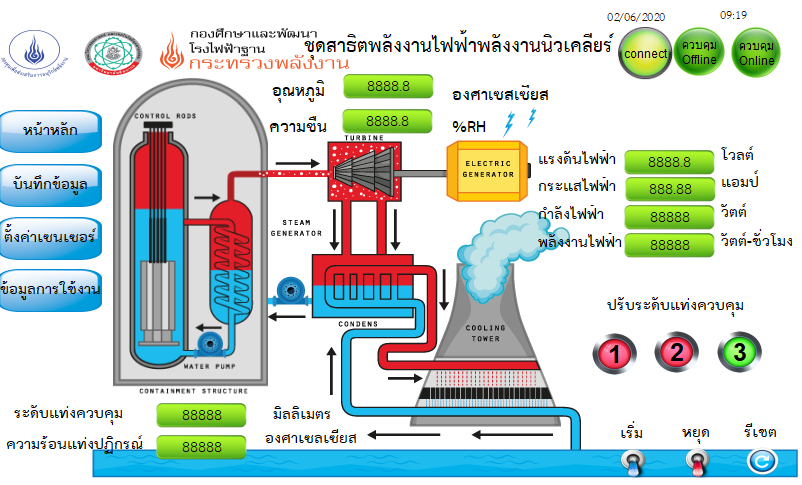 02/06/2020
09:19
กองศึกษาและพัฒนา
โรงไฟฟ้าฐาน
กระทรวงพลังงาน
ชุดสาธิตพลังงานไฟฟ้าพลังงานนิวเคลียร์
connect
ควบคุม
Offline
ควบคุม
Online
อุณหภูมิ
8888.8
องศาเซสเซียส
ความชืน
8888.8
%RH
หน้าหลัก
บันทึกข้อมูล
ตั้งค่าเซนเซอร์
ข้อมูลการใช้งาน
CONTROL RODS
TURBINE
ELECTRIC
GENERATOR
แรงดันไฟฟ้า
8888.8
โวลต์
กระแสไฟฟ้า
888.88
แอมป์
กำลังไฟฟ้า
88888
วัตต์
พลังงานไฟฟ้า
88888
วัตต์-ชั่วโมง
STEAM
GENERATOR
CONDENS
COOLING
TOWER
WATER PUMP
CONTAINMENT STRUCTURE
ปรับระดับแท่งควบคุม
1
2
3
ระดับแท่งควบคุม
88888
มิลลิเมตร
ความร้อนแท่งปฏิกรณ์
88888
องศาเซลเซียส
เริ่ม
หยุด
รีเซต